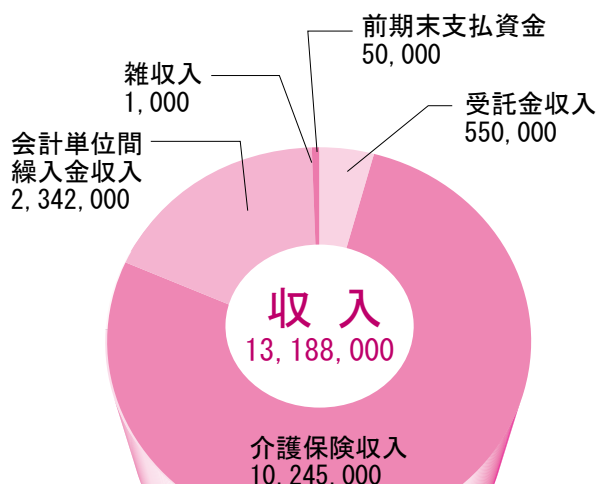 前期末支払資金
50,000
雑収入
1,000
受託金収入
550,000
会計単位間
繰入金収入
2,342,000
収入
13,188,000
介護保険収入
10,245,000